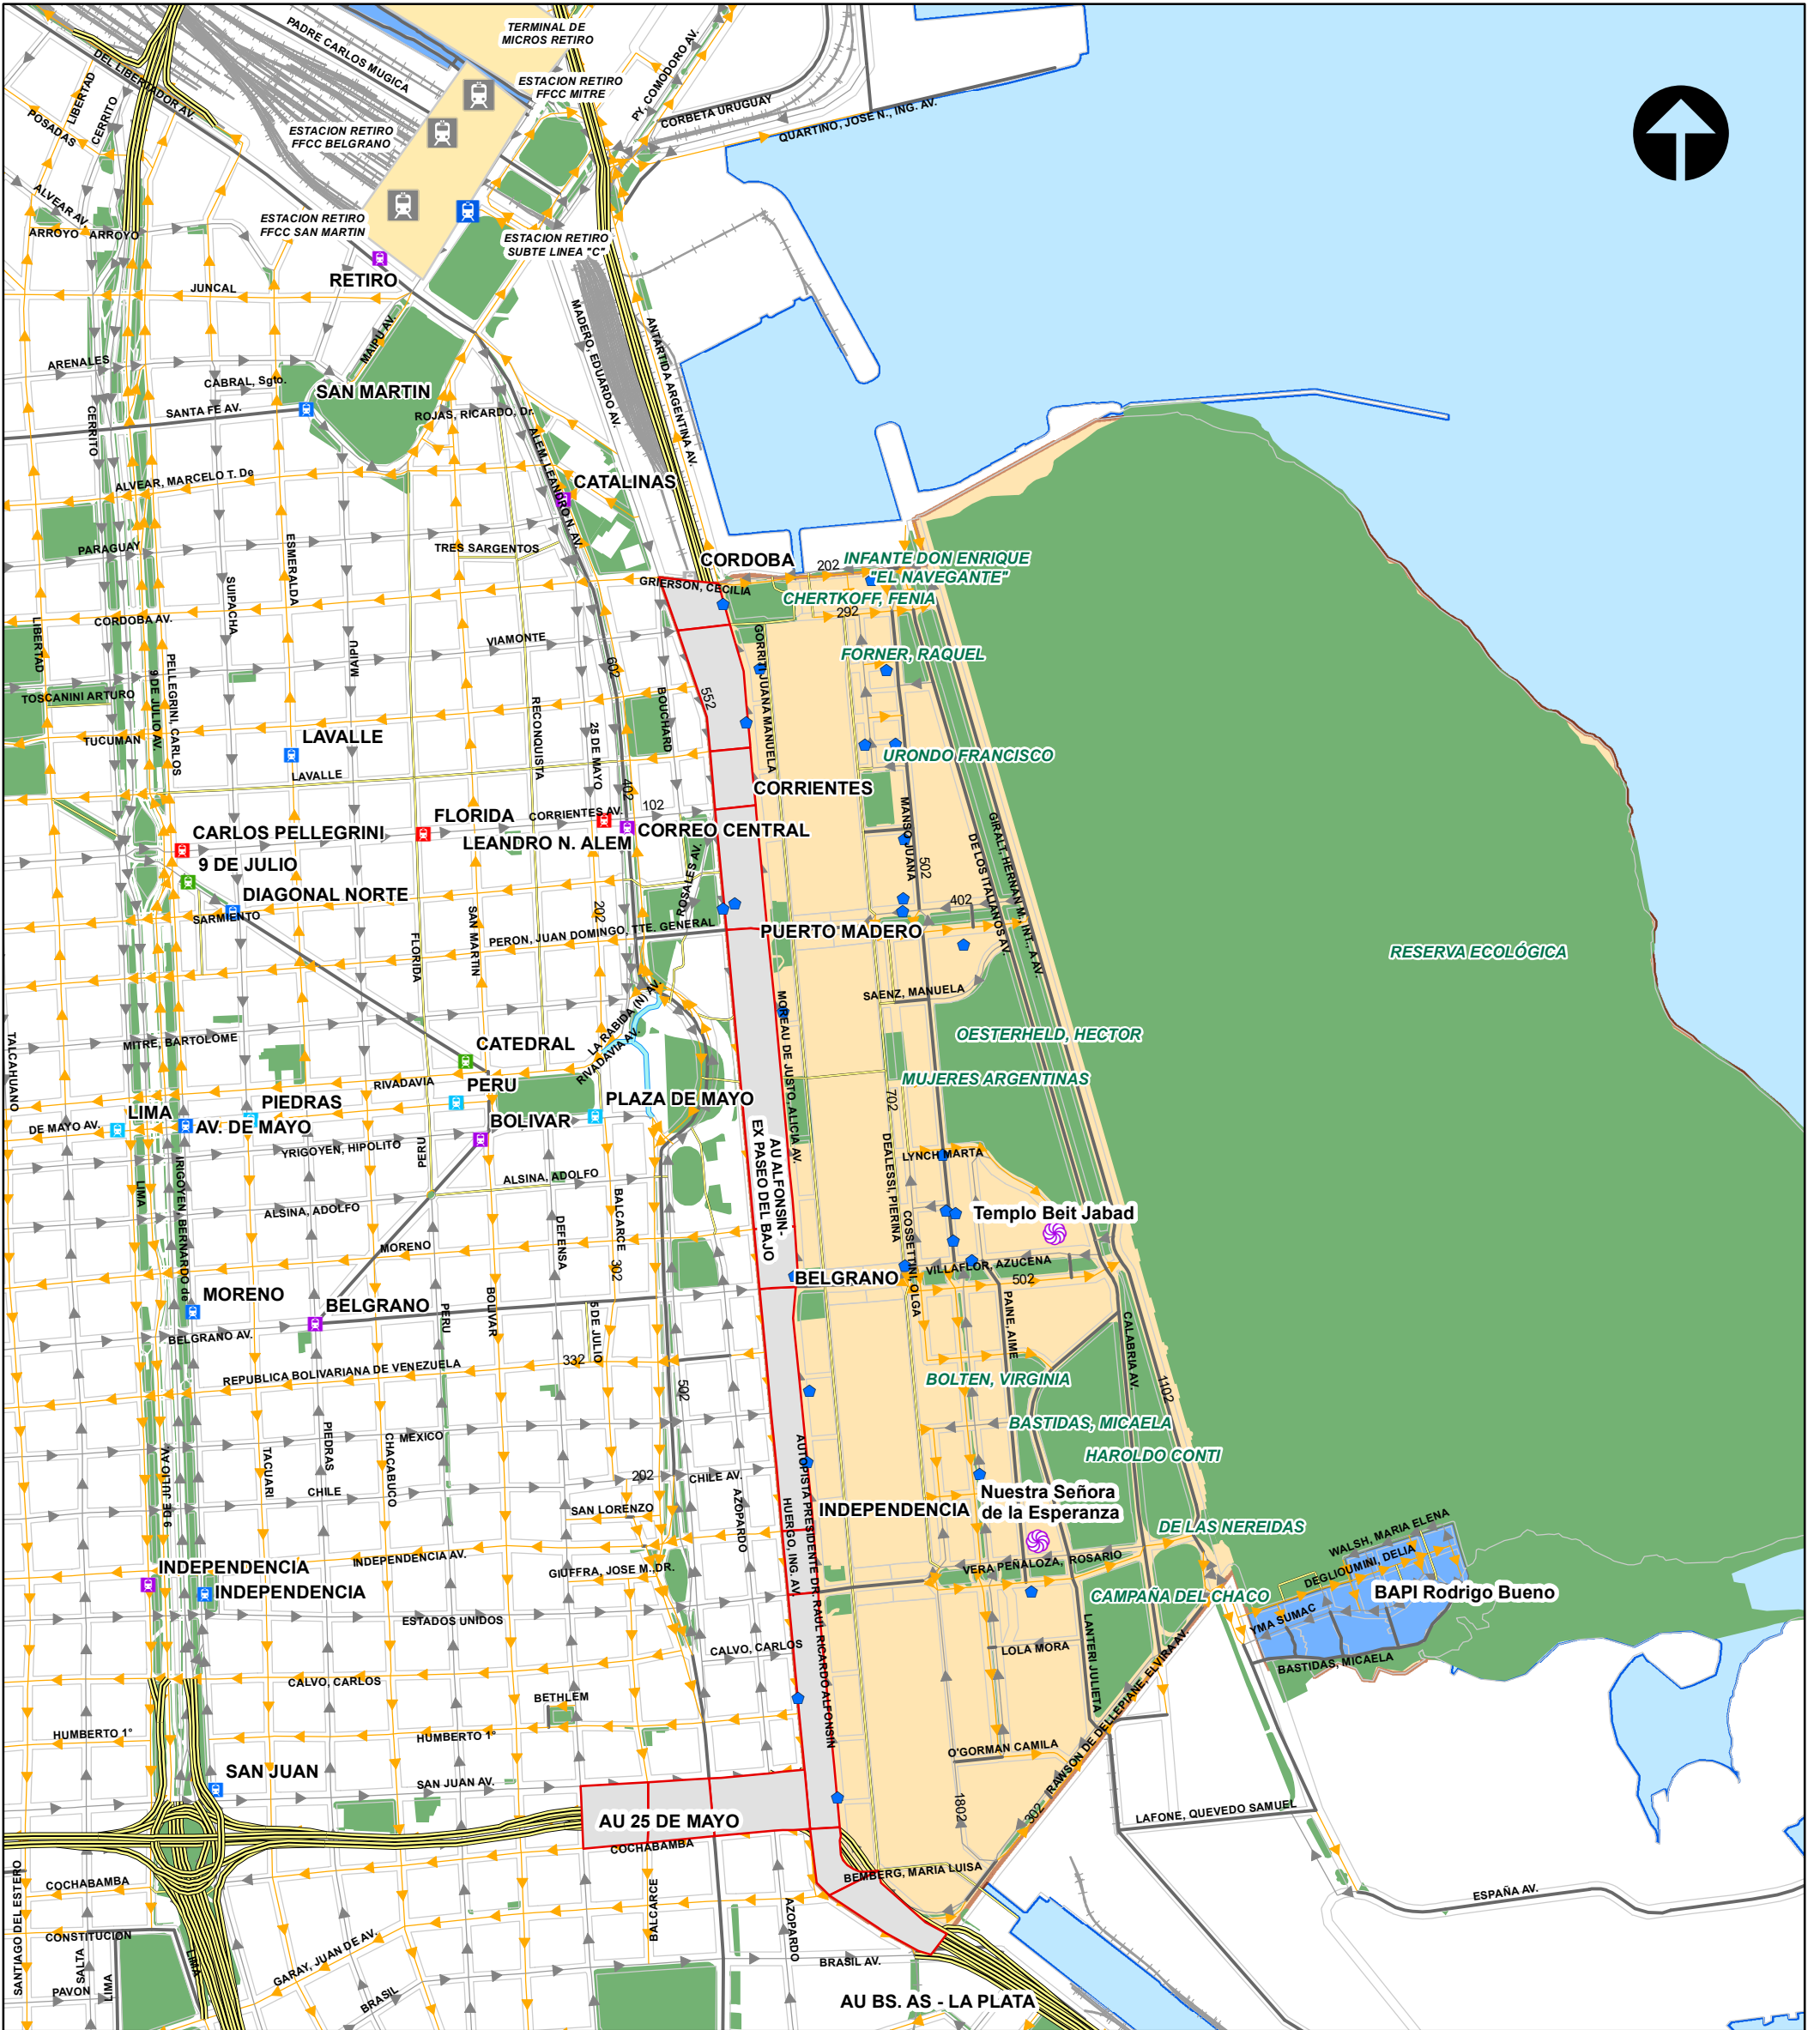 TERMINAL DE
MICROS RETIRO
PADRE CARLOS MUGICA
PY, COMODORO AV.
DEL LIBERTADOR AV.
LIBERTAD
CERRITO
POSADAS
ESTACION RETIRO
FFCC MITRE
CORBETA URUGUAY
QUARTINO, JOSE N., ING. AV.
ESTACION RETIRO
FFCC BELGRANO
ALVEAR AV.
ARROYO
ARROYO
ESTACION RETIRO
FFCC SAN MARTIN
ESTACION RETIRO
SUBTE LINEA "C"
RETIRO
JUNCAL
MAIPU AV.
MADERO, EDUARDO AV.
ANTARTIDA ARGENTINA AV.
ARENALES
CABRAL, Sgto.
SAN MARTIN
SANTA FE AV.
ROJAS, RICARDO, Dr.
CERRITO
ALEM, LEANDRO N. AV.
ALVEAR, MARCELO T. De
CATALINAS
PARAGUAY
ESMERALDA
TRES SARGENTOS
CORDOBA
202
INFANTE DON ENRIQUE
"EL NAVEGANTE"
GRIERSON, CECILIA
CHERTKOFF, FENIA
292
SUIPACHA
CORDOBA AV.
LIBERTAD
VIAMONTE
MAIPU
602
GORRITI, JUANA MANUELA
FORNER, RAQUEL
PELLEGRINI, CARLOS
9 DE JULIO AV.
TOSCANINI ARTURO
RECONQUISTA
BOUCHARD
552
25 DE MAYO
TUCUMAN
LAVALLE
LAVALLE
URONDO FRANCISCO
CORRIENTES
402
102
FLORIDA
CORRIENTES AV.
CARLOS PELLEGRINI
CORREO CENTRAL
LEANDRO N. ALEM
MANSO, JUANA
502
DE LOS ITALIANOS AV.
GIRALT, HERNAN M., INT., A AV.
9 DE JULIO
DIAGONAL NORTE
ROSALES AV.
SARMIENTO
202
402
PERON, JUAN DOMINGO, TTE. GENERAL
PUERTO MADERO
FLORIDA
SAN MARTIN
RESERVA ECOLÓGICA
SAENZ, MANUELA
LA RABIDA (N) AV.
MOREAU DE JUSTO, ALICIA AV.
TALCAHUANO
MITRE, BARTOLOME
CATEDRAL
RIVADAVIA AV.
OESTERHELD, HECTOR
RIVADAVIA
PERU
MUJERES ARGENTINAS
PIEDRAS
PLAZA DE MAYO
LIMA
DE MAYO AV.
AV. DE MAYO
BOLIVAR
702
YRIGOYEN, HIPOLITO
PERU
DEALESSI, PIERINA
LYNCH MARTA
AU ALFONSIN-
EX PASEO DEL BAJO
ALSINA, ADOLFO
ALSINA, ADOLFO
LIMA
IRIGOYEN, BERNARDO de
BALCARCE
DEFENSA
Templo Beit Jabad
COSSETTINI, OLGA
MORENO
302
VILLAFLOR, AZUCENA
BELGRANO
502
MORENO
BELGRANO
PERU
BOLIVAR
5 DE JULIO
BELGRANO AV.
PAINE, AIME
CALABRIA AV.
332
REPUBLICA BOLIVARIANA DE VENEZUELA
502
BOLTEN, VIRGINIA
1102
BASTIDAS, MICAELA
HAROLDO CONTI
PIEDRAS
MEXICO
CHACABUCO
TACUARI
9 DE JULIO AV.
202
CHILE AV.
CHILE
SAN LORENZO
AZOPARDO
HUERGO, ING. AV.
AUTOPISTA PRESIDENTE DR. RAUL RICARDO ALFONSIN
INDEPENDENCIA
Nuestra Señora
de la Esperanza
DE LAS NEREIDAS
WALSH, MARIA ELENA
INDEPENDENCIA AV.
INDEPENDENCIA
GIUFFRA, JOSE M.,DR.
VERA PEÑALOZA, ROSARIO
DEGLIOUMINI, DELIA
INDEPENDENCIA
CAMPAÑA DEL CHACO
BAPI Rodrigo Bueno
ESTADOS UNIDOS
YMA SUMAC
LANTERI JULIETA
CALVO, CARLOS
LOLA MORA
BASTIDAS, MICAELA
CALVO, CARLOS
BETHLEM
RAWSON DE DELLEPIANE, ELVIRA AV.
HUMBERTO 1°
HUMBERTO 1°
O'GORMAN CAMILA
SAN JUAN
SAN JUAN AV.
1802
302
LAFONE, QUEVEDO SAMUEL
AU 25 DE MAYO
COCHABAMBA
SANTIAGO DEL ESTERO
COCHABAMBA
BEMBERG, MARIA LUISA
BALCARCE
AZOPARDO
ESPAÑA AV.
CONSTITUCION
LIMA
GARAY, JUAN DE AV.
BRASIL AV.
SALTA
LIMA
PAVON
BRASIL
AU BS. AS - LA PLATA